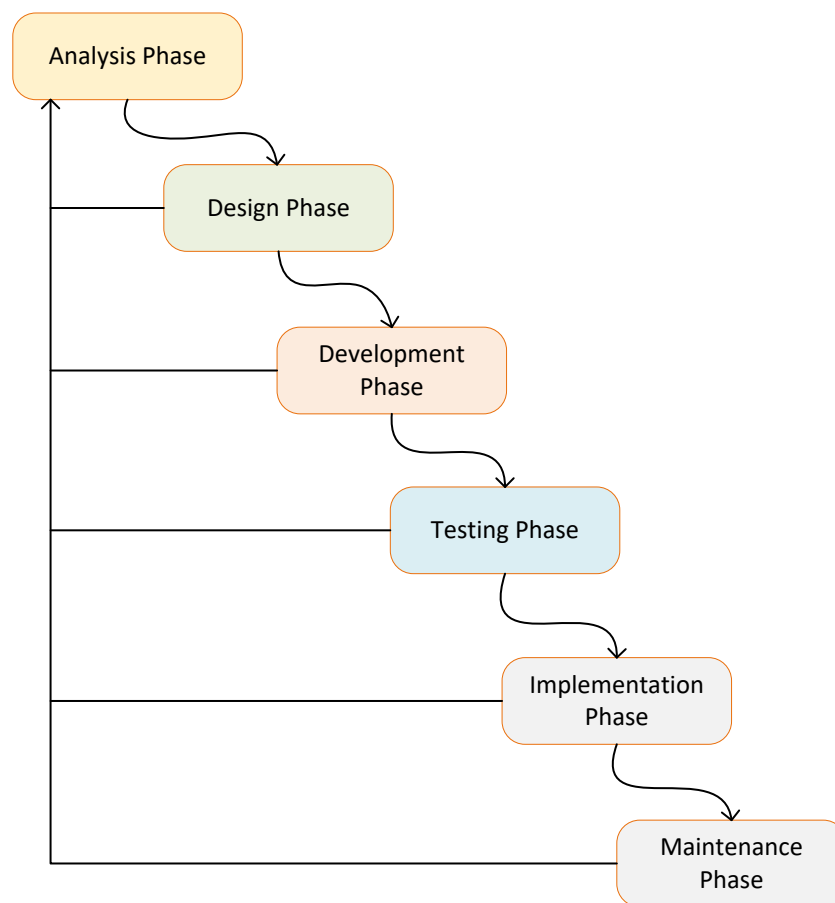 Analysis Phase
Design Phase
Development
Phase
Testing Phase
Implementation
Phase
Maintenance
Phase